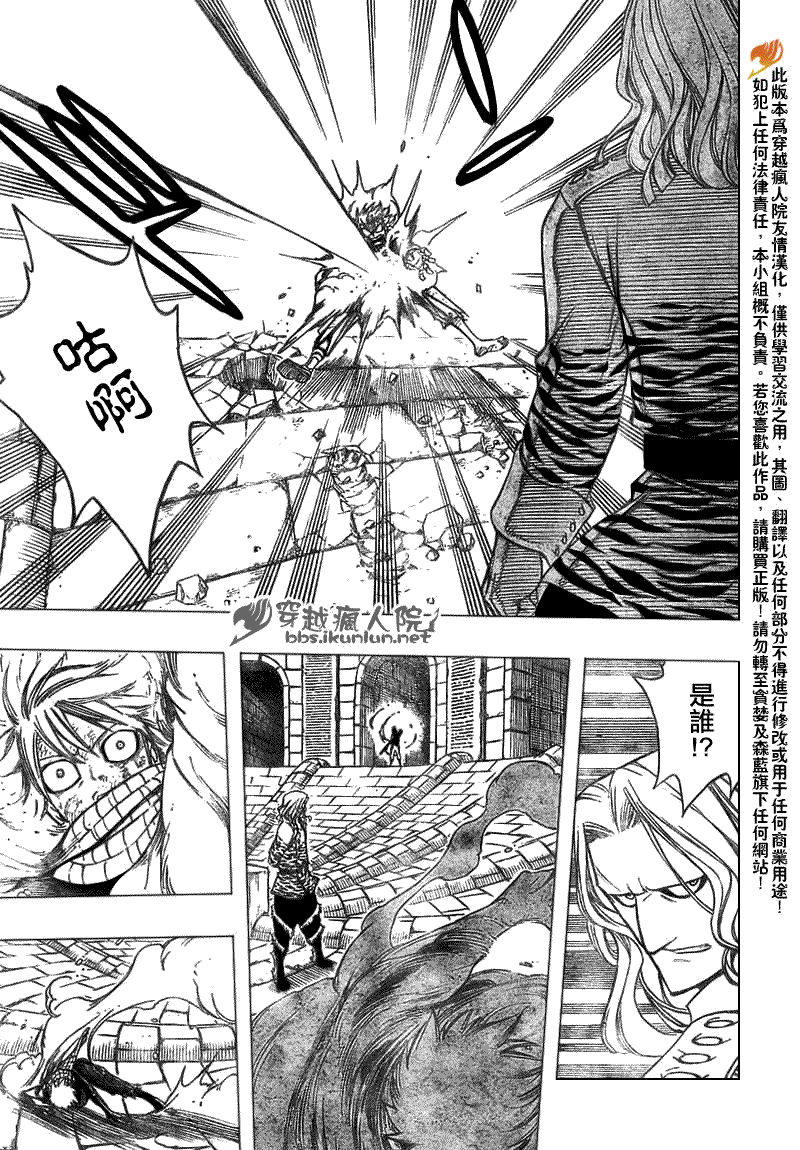 此版本爲穿越瘋人院友情漢化，僅供學習交流之用，其圖、翻譯以及任何部分不得進行修改或用于任何商業用途！
如犯上任何法律責任，本小組概不負責。若您喜歡此作品，請購買正版！請勿轉至貪婪及森藍旗下任何網站！
咕
啊
穿越瘋人院
bbs.ikunlun.net
是誰!?